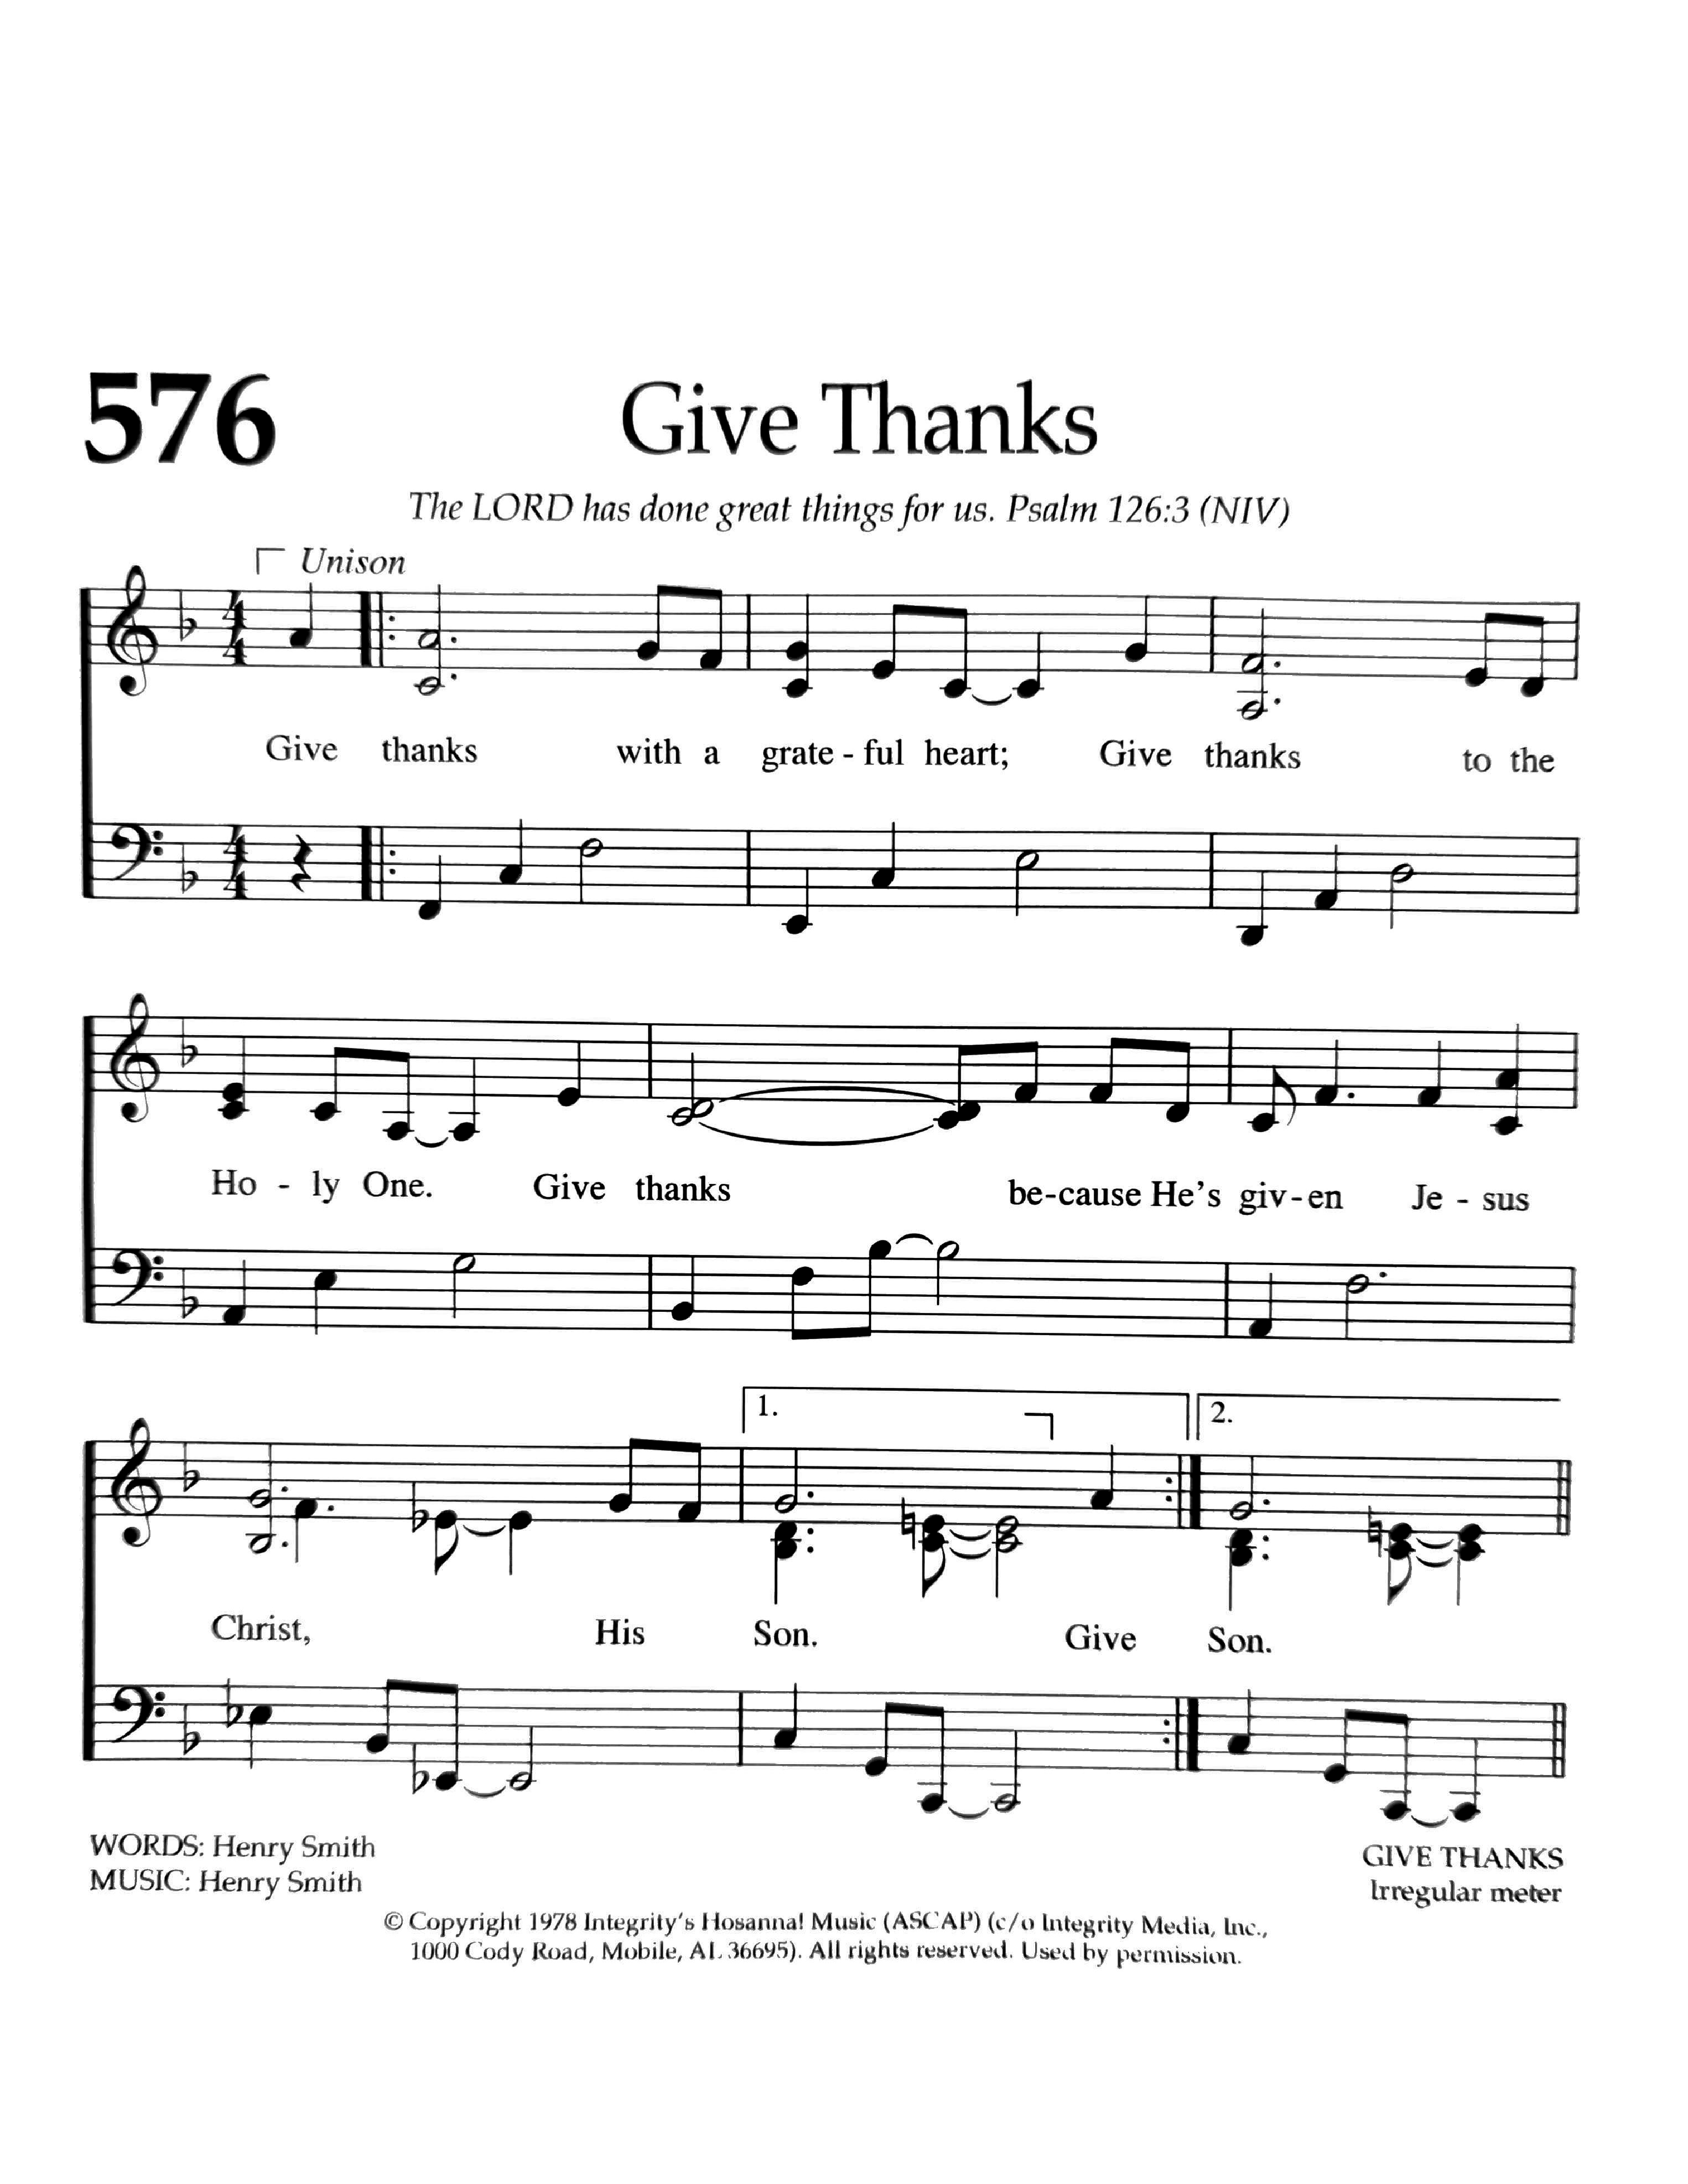 576 Give Thanks
The LORD has done great things for us. Psalm 126:3 (NIV)
Unison
Give thanks with a grate - ful heart; Give thanks to the
Ho - ly One. Give thanks be-cause He's giv-en Je - sus
1. 2.
Christ, His Son. Give Son.
WORDS: Henry Smith
MUSIC: Henry Smith
GIVE THANKS
Irregular meter
© Copyright 1978 Integrity's Hosanna! Music (ASCAP) (c/o Integrity Media, Inc.,
1000 Cody Road, Mobile, AL 36695). All rights reserved. Used by permission.